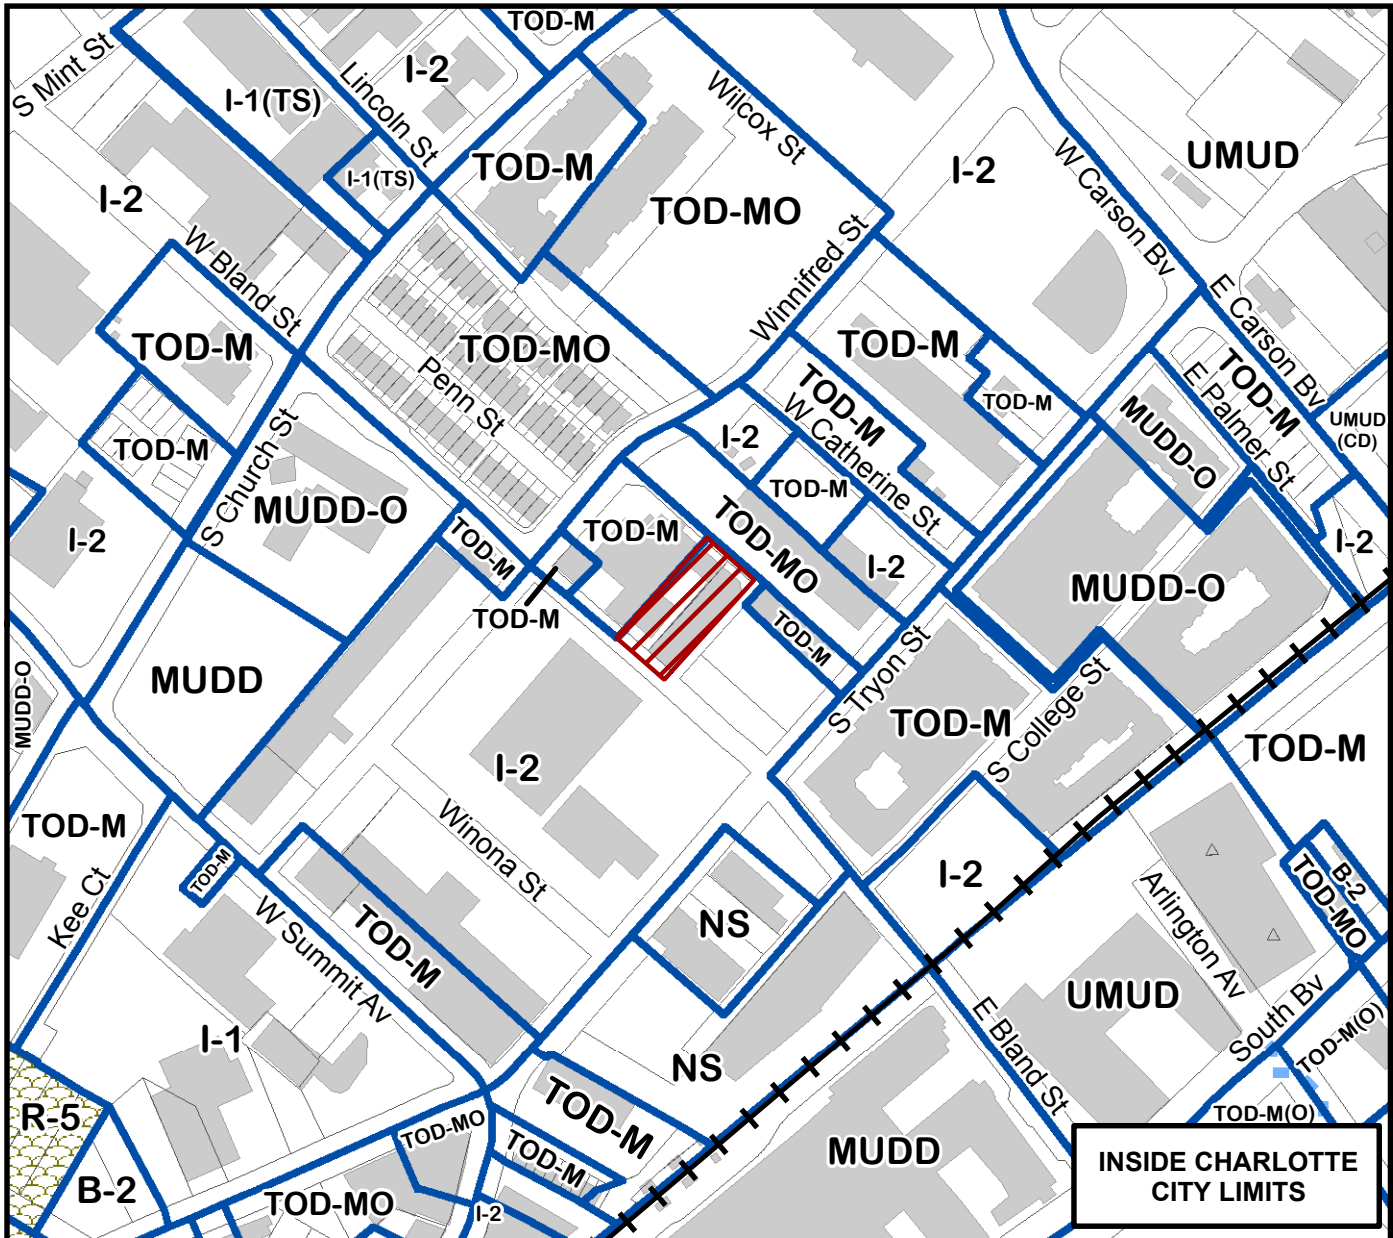 TOD-M
S Mint St
I-1(TS)
Lincoln St
I-2
Wilcox St
I-2
TOD-M
I-1(TS)
TOD-MO
I-2
W Carson Bv
UMUD
W Bland St
TOD-M
TOD-MO
Penn St
Winnifred St
TOD-M
TOD-M
E Carson Bv
TOD-M
E Palmer St
UMUD
(CD)
TOD-M
S Church St
MUDD-O
I-2
TOD-M
W Catherine St
I-2
TOD-M
MUDD-O
I-2
TOD-M
TOD-M
TOD-M
TOD-MO
I-2
MUDD-O
TOD-M
MUDD-O
MUDD
S Tryon St
TOD-M
S College St
TOD-M
I-2
Winona St
TOD-M
Kee Ct
TOD-M
W Summit Av
TOD-M
NS
I-2
Arlington Av
B-2
TOD-MO
I-1
NS
UMUD
E Bland St
South Bv
TOD-M(O)
TOD-M(O)
R-5
B-2
TOD-MO
TOD-MO
TOD-M
TOD-M
I-2
MUDD
INSIDE CHARLOTTE
CITY LIMITS